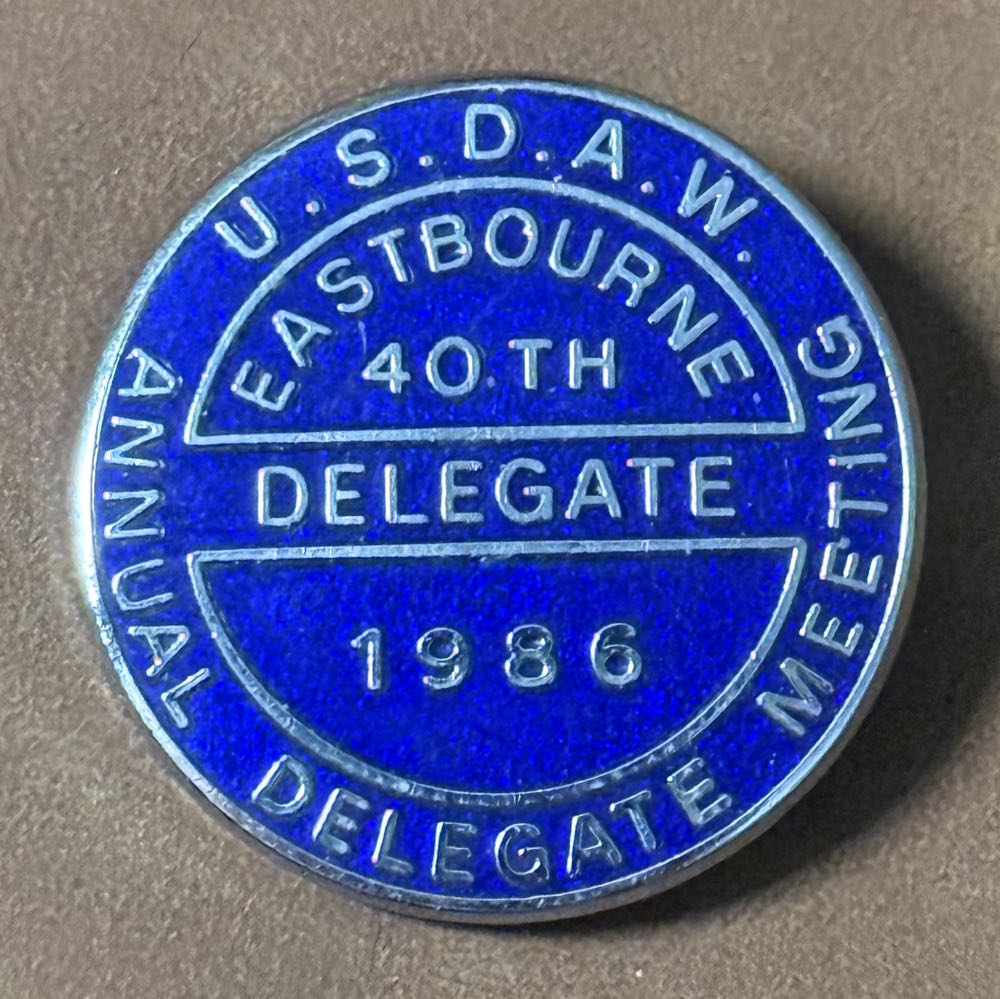 U.S.D.A.W.
EASTBOURNE
40TH
DELEGATE
1986
ANNUAL DELEGATE MEETING